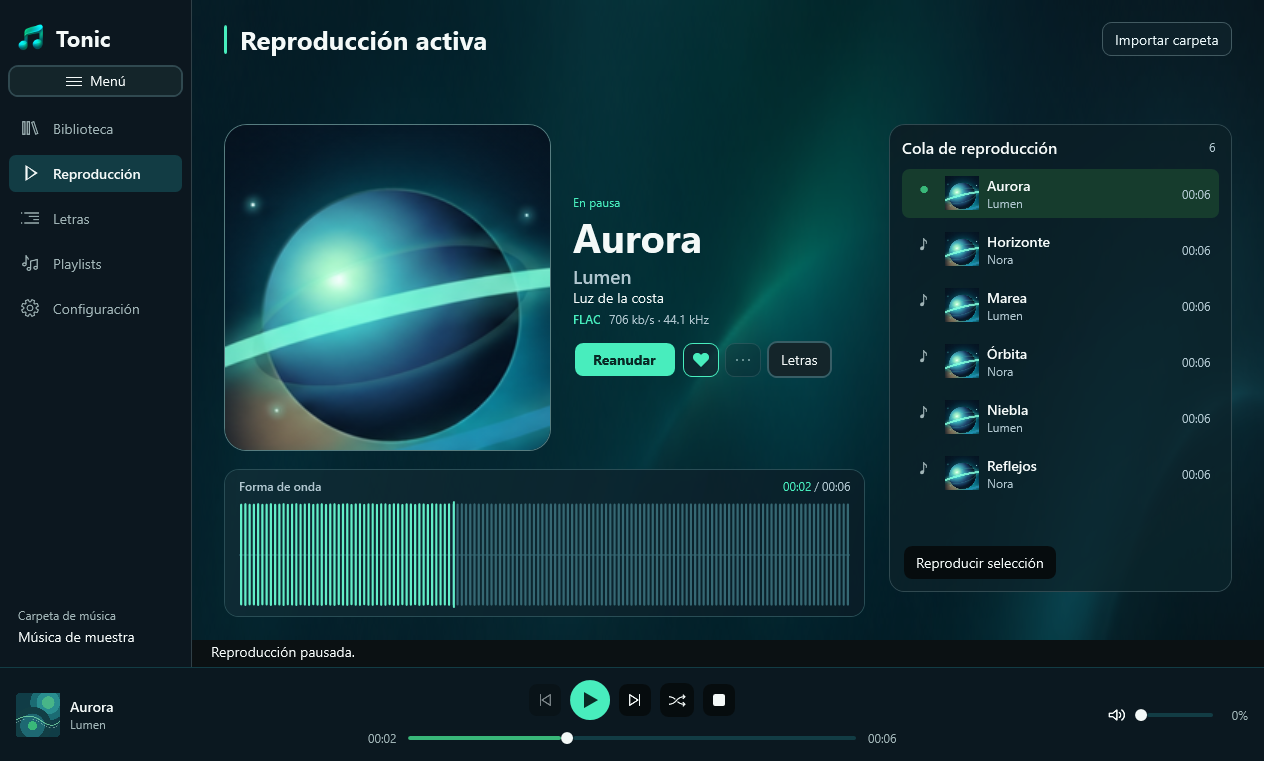 Tonic
Menú
Biblioteca
Reproducción
Letras
Playlists
Configuración
Carpeta de música
Música de muestra
Reproducción activa
Importar carpeta
En pausa
Aurora
Lumen
Luz de la costa
FLAC 706 kb/s · 44.1 kHz
Reanudar
···
Letras
Forma de onda
00:02 / 00:06
Cola de reproducción
6
Aurora
Lumen
00:06
Horizonte
Nora
00:06
Marea
Lumen
00:06
Órbita
Nora
00:06
Niebla
Lumen
00:06
Reflejos
Nora
00:06
Reproducir selección
Reproducción pausada.
Aurora
Lumen
00:02
00:06
0%